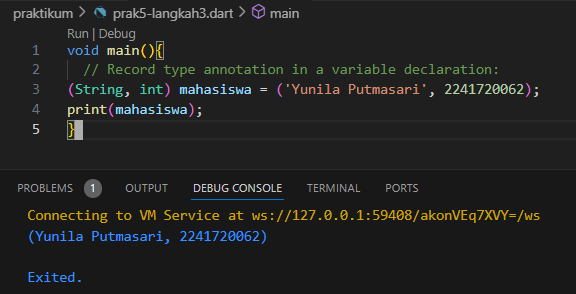 praktikum > prak5-langkah3.dart > main
Run | Debug
1 void main(){
2 // Record type annotation in a variable declaration:
3 (String, int) mahasiswa = ('Yunila Putmasari', 2241720062);
4 print(mahasiswa);
5 }
PROBLEMS 1 OUTPUT DEBUG CONSOLE TERMINAL PORTS
Connecting to VM Service at ws://127.0.0.1:59408/akonVEq7XVY=/ws
(Yunila Putmasari, 2241720062)
Exited.